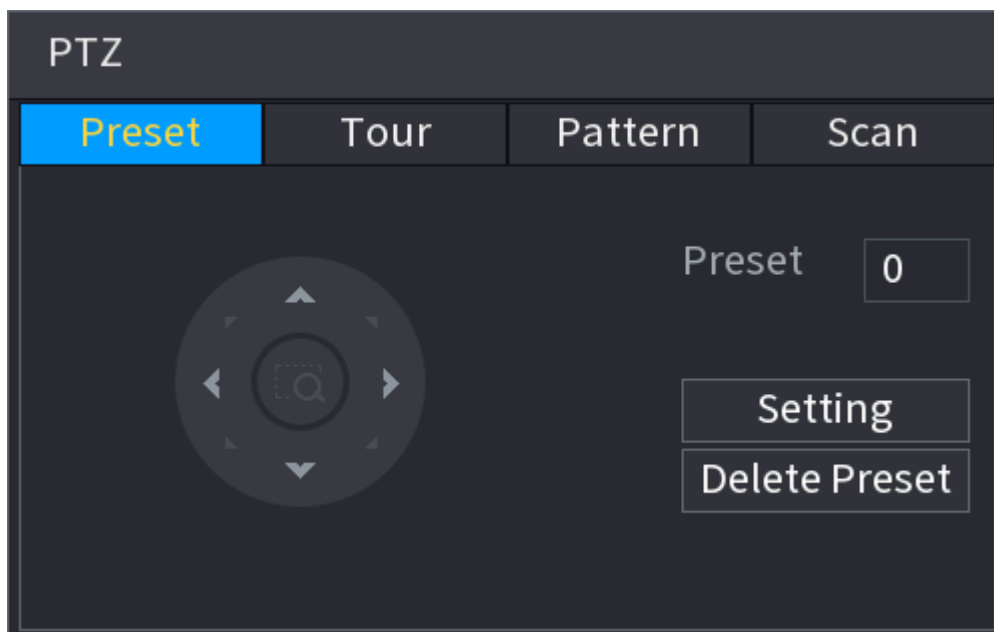 PTZ
Preset Tour Pattern Scan
Preset 0
Setting
Delete Preset